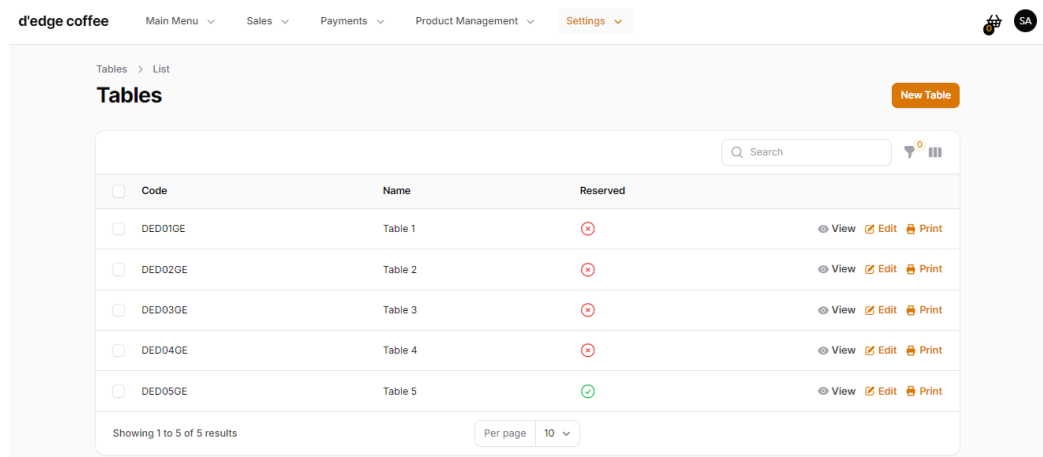 d'edge coffee Main Menu Sales Payments Product Management Settings 0 SA
Tables > List
Tables New Table
Search 0
Code Name Reserved
DED01GE Table 1 View Edit Print
DED02GE Table 2 View Edit Print
DED03GE Table 3 View Edit Print
DED04GE Table 4 View Edit Print
DED05GE Table 5 View Edit Print
Showing 1 to 5 of 5 results Per page 10